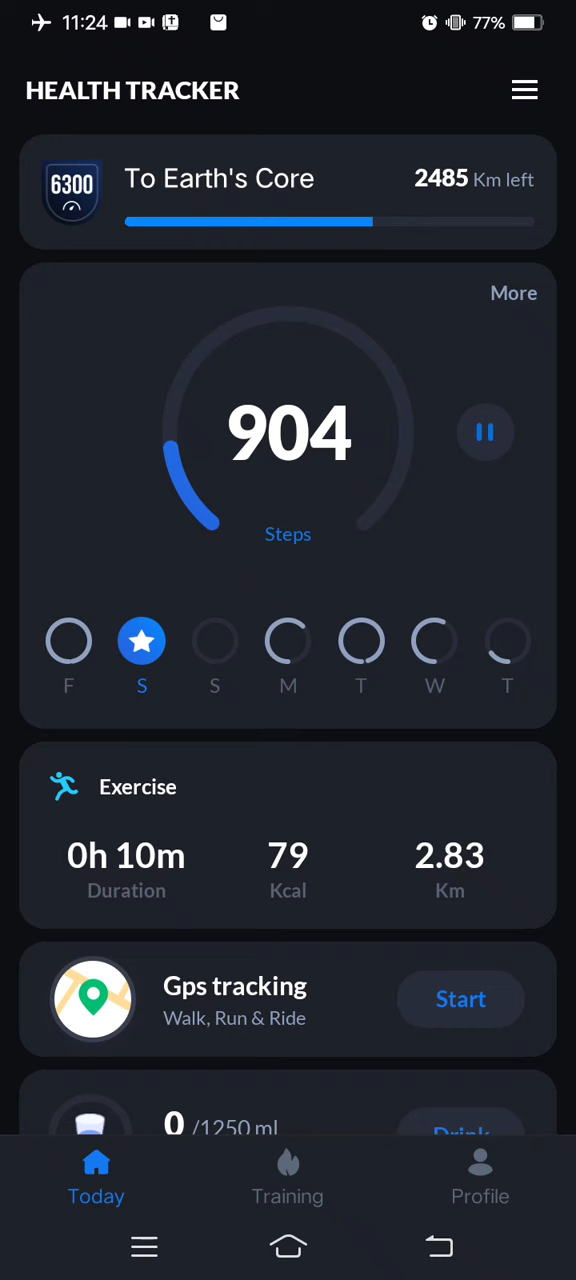 11:24 77%
HEALTH TRACKER
6300 To Earth's Core 2485 Km left
More
904
Steps
F S S M T W T
Exercise
0h 10m 79 2.83
Duration Kcal Km
Gps tracking
Walk, Run & Ride
Start
0 /1250 ml Drink
Today Training Profile